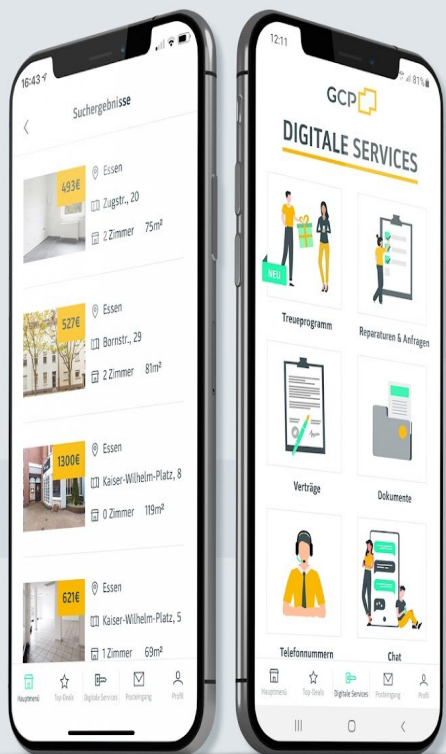 16:43
Suchergebnisse
493€
Essen
Zugstr., 20
2 Zimmer 75m²
527€
Essen
Bornstr., 29
2 Zimmer 81m²
1300€
Essen
Kaiser-Wilhelm-Platz, 8
0 Zimmer 119m²
621€
Essen
Kaiser-Wilhelm-Platz, 5
1 Zimmer 69m²
Hauptmenü Top-Deals Digitale Services Posteingang Profil
12:11 81%
GCP
DIGITALE SERVICES
NEU
Treueprogramm Reparaturen & Anfragen
Verträge Dokumente
Telefonnummern Chat
Hauptmenü Top-Deals Digitale Services Posteingang Profil